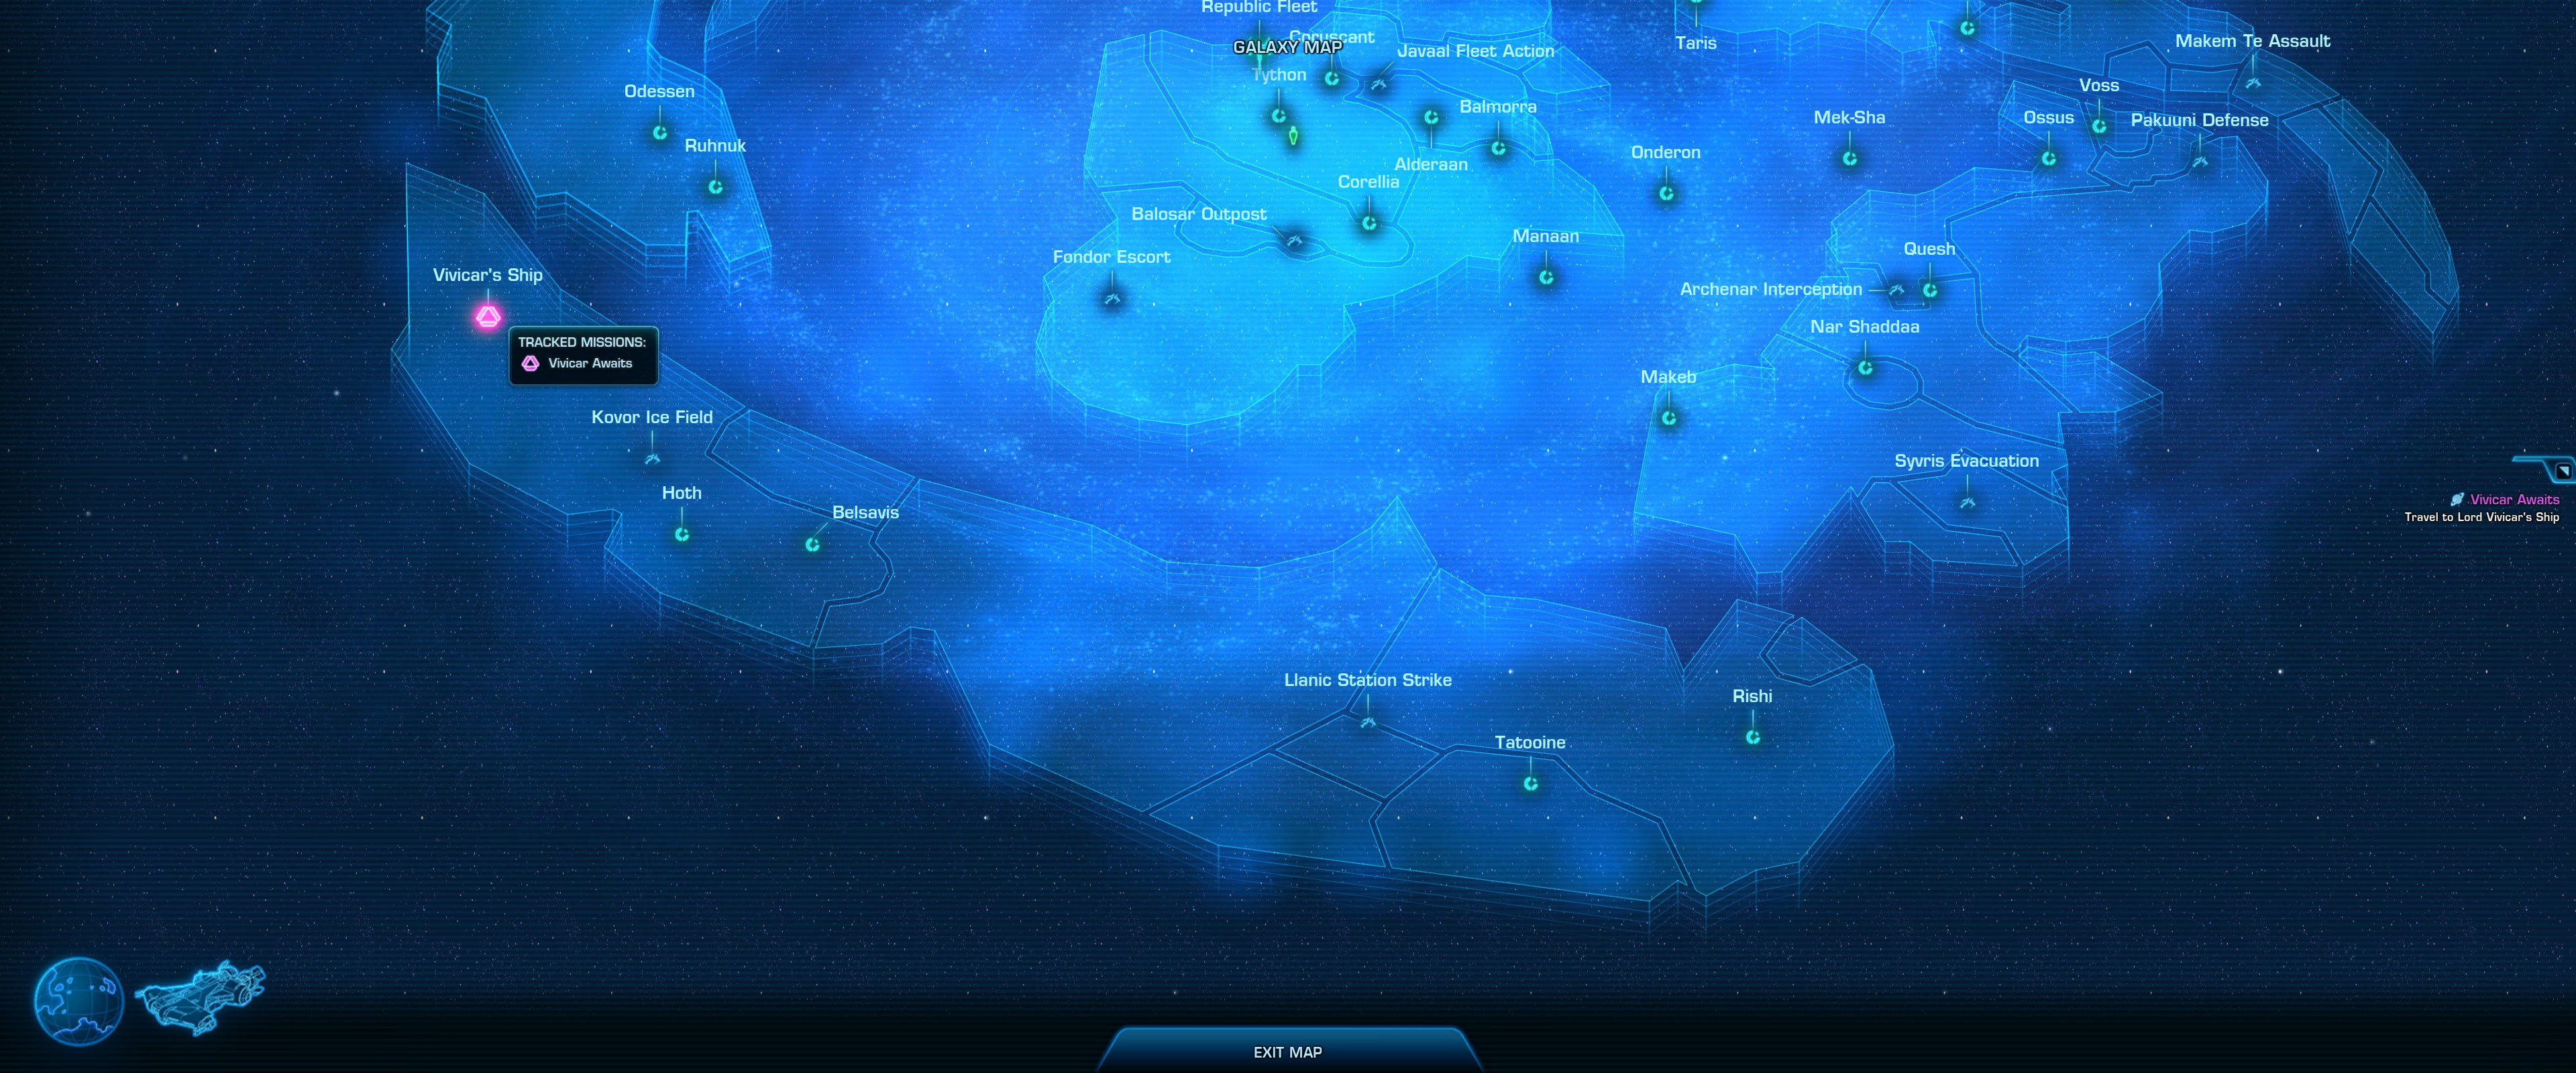 Republic Fleet
Coruscant
GALAXY MAP
Javaal Fleet Action
Taris
Makem Te Assault
Tython
Odessen
Voss
Balmorra
Mek-Sha
Ossus
Pakuuni Defense
Ruhnuk
Onderon
Alderaan
Corellia
Balosar Outpost
Manaan
Quesh
Fondor Escort
Vivicar's Ship
Archenar Interception
Nar Shaddaa
TRACKED MISSIONS:
Vivicar Awaits
Makeb
Kovor Ice Field
Syvris Evacuation
Hoth
Vivicar Awaits
Belsavis
Travel to Lord Vivicar's Ship
Llanic Station Strike
Rishi
Tatooine
EXIT MAP